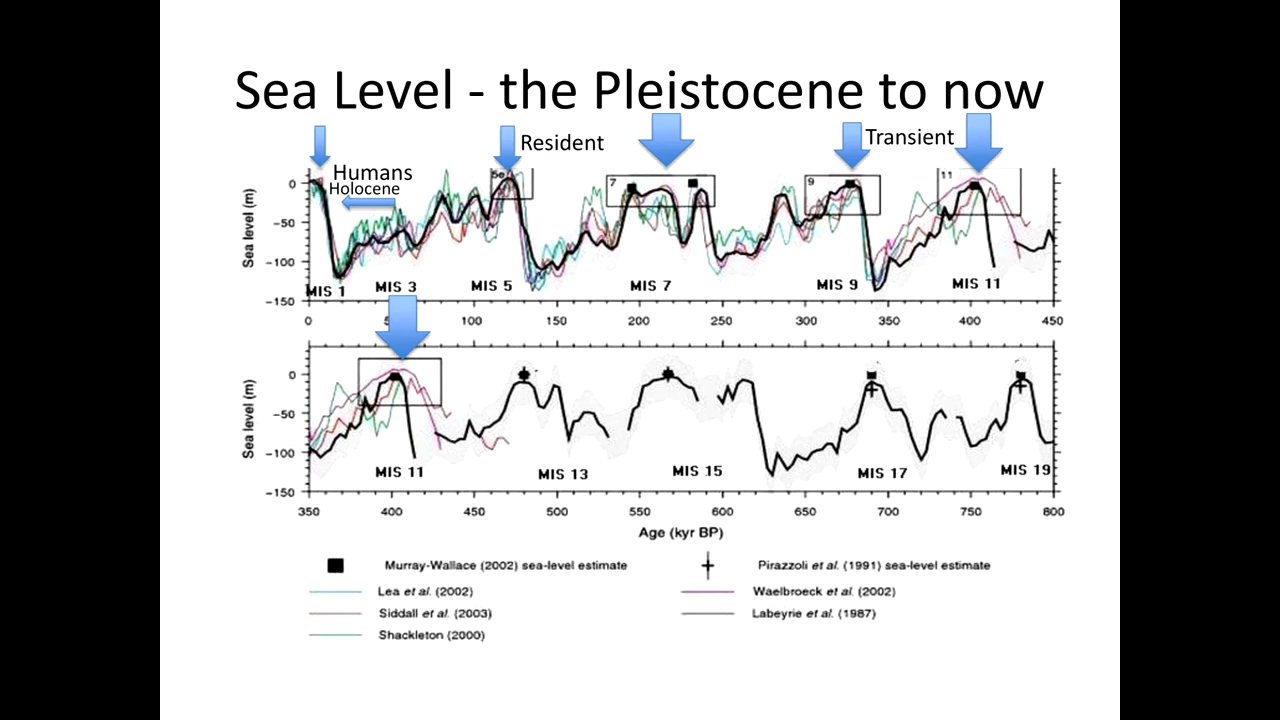 Sea Level - the Pleistocene to now
Resident
Transient
Humans
Holocene
5e
7
9
11
0
-50
-100
-150
Sea level (m)
MIS 1
MIS 3
MIS 5
MIS 7
MIS 9
MIS 11
0 100 150 200 250 300 350 400 450
0
-50
-100
-150
Sea level (m)
MIS 11
MIS 13
MIS 15
MIS 17
MIS 19
350 400 450 500 550 600 650 700 750 800
Age (kyr BP)
Murray-Wallace (2002) sea-level estimate
Pirazzoli et al. (1991) sea-level estimate
Lea et al. (2002)
Waelbroeck et al. (2002)
Siddall et al. (2003)
Labeyrie et al. (1987)
Shackleton (2000)